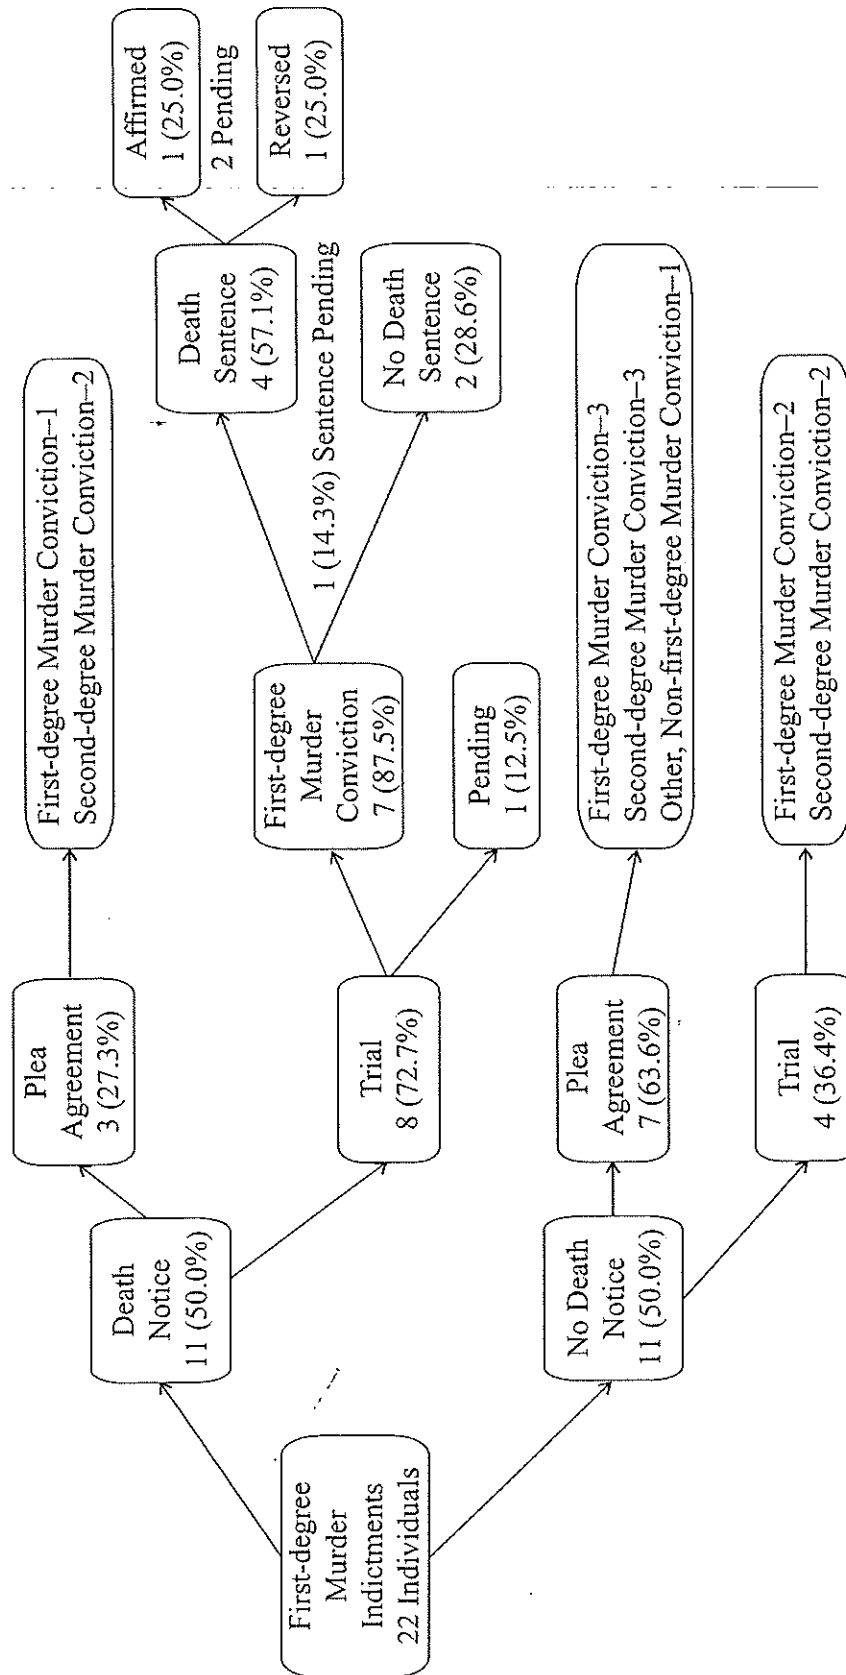 First-degree
Murder
Indictments
22 Individuals
Death
Notice
11 (50.0%)
No Death
Notice
11 (50.0%)
Plea
Agreement
3 (27.3%)
Trial
8 (72.7%)
Plea
Agreement
7 (63.6%)
Trial
4 (36.4%)
First-degree Murder Conviction--1
Second-degree Murder Conviction--2
First-degree
Murder
Conviction
7 (87.5%)
Pending
1 (12.5%)
First-degree Murder Conviction--3
Second-degree Murder Conviction--3
Other, Non-first-degree Murder Conviction--1
First-degree Murder Conviction--2
Second-degree Murder Conviction--2
Death
Sentence
4 (57.1%)
1 (14.3%) Sentence Pending
No Death
Sentence
2 (28.6%)
Affirmed
1 (25.0%)
2 Pending
Reversed
1 (25.0%)